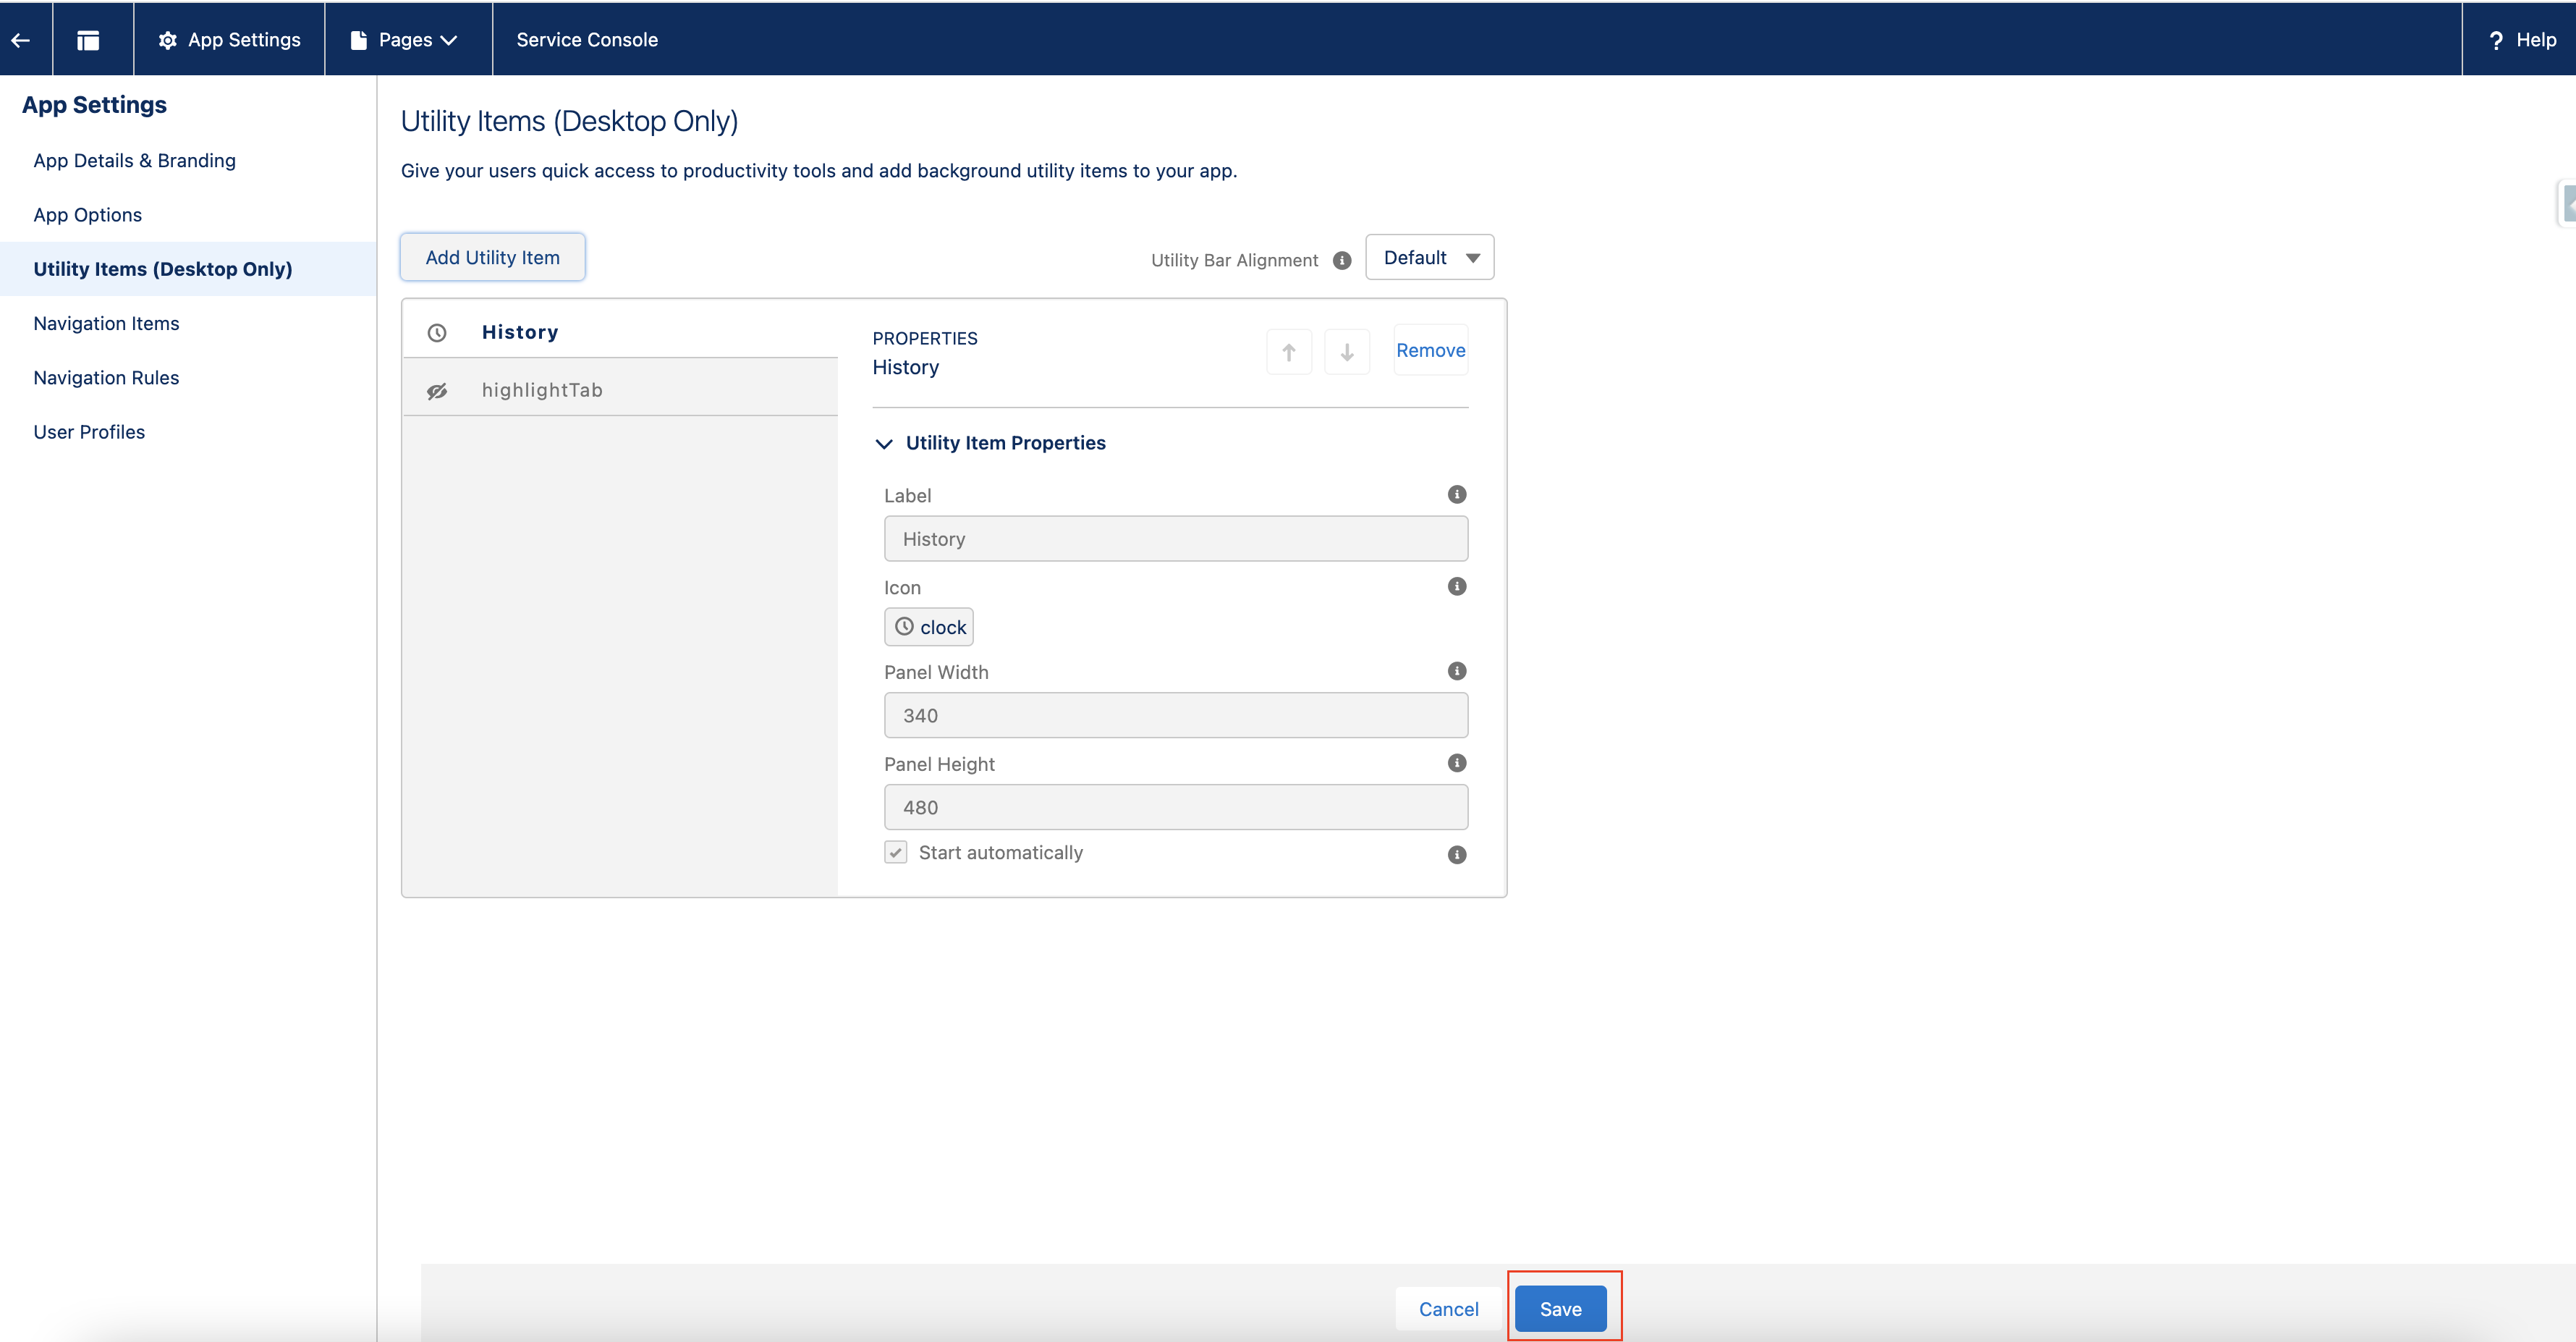 App Settings
Pages
Service Console
Help
App Settings
App Details & Branding
App Options
Utility Items (Desktop Only)
Navigation Items
Navigation Rules
User Profiles
Utility Items (Desktop Only)
Give your users quick access to productivity tools and add background utility items to your app.
Add Utility Item
Utility Bar Alignment
Default
History
highlightTab
PROPERTIES
History
Remove
Utility Item Properties
Label
History
Icon
clock
Panel Width
340
Panel Height
480
Start automatically
Cancel
Save